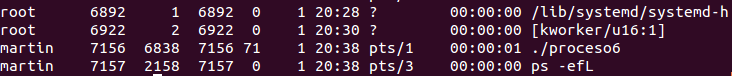 root 6892 1 6892 0 1 20:28 ? 00:00:00 /lib/systemd/systemd-h
root 6922 2 6922 0 1 20:30 ? 00:00:00 [kworker/u16:1]
martin 7156 6838 7156 71 1 20:38 pts/1 00:00:01 ./proceso6
martin 7157 2158 7157 0 1 20:38 pts/3 00:00:00 ps -efL